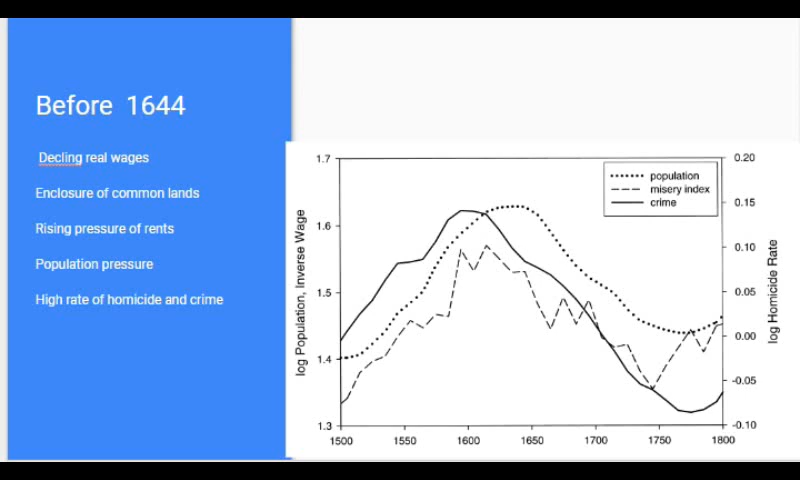 Before 1644
Decling real wages
Enclosure of common lands
Rising pressure of rents
Population pressure
High rate of homicide and crime
1.7
1.6
1.5
1.4
1.3
log Population, Inverse Wage
population
misery index
crime
0.20
0.15
0.10
0.05
0.00
-0.05
-0.10
log Homicide Rate
1500
1550
1600
1650
1700
1750
1800